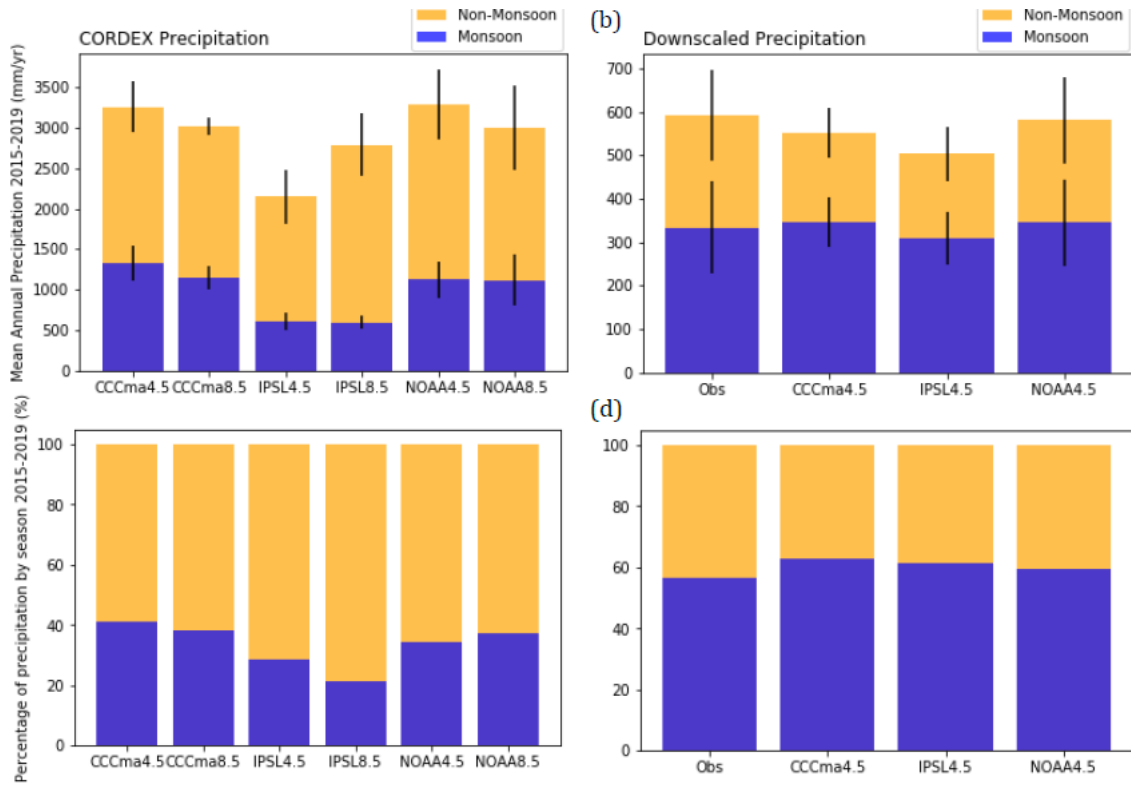 Non-Monsoon
Monsoon
CORDEX Precipitation
Mean Annual Precipitation 2015-2019 (mm/yr)
3500
3000
2500
2000
1500
1000
500
0
CCCma4.5 CCCma8.5 IPSL4.5 IPSL8.5 NOAA4.5 NOAA8.5
(b)
Non-Monsoon
Monsoon
Downscaled Precipitation
700
600
500
400
300
200
100
0
Obs CCCma4.5 IPSL4.5 NOAA4.5
Percentage of precipitation by season 2015-2019 (%)
100
80
60
40
20
0
CCCma4.5 CCCma8.5 IPSL4.5 IPSL8.5 NOAA4.5 NOAA8.5
(d)
100
80
60
40
20
0
Obs CCCma4.5 IPSL4.5 NOAA4.5